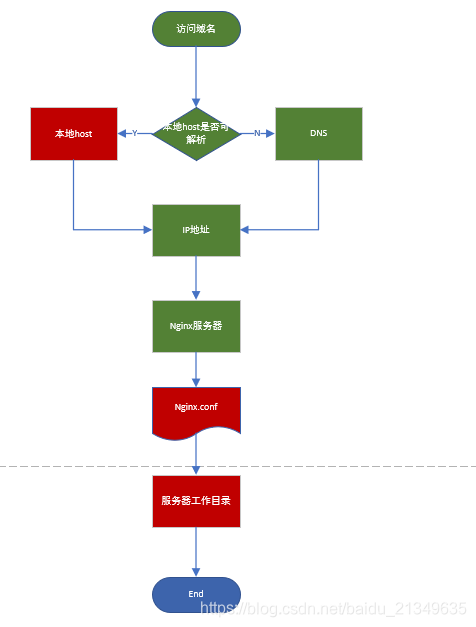 访问域名
本地host
Y
本地host是否可
解析
N
DNS
IP地址
Nginx服务器
Nginx.conf
服务器工作目录
End
https://blog.csdn.net/baidu_21349635